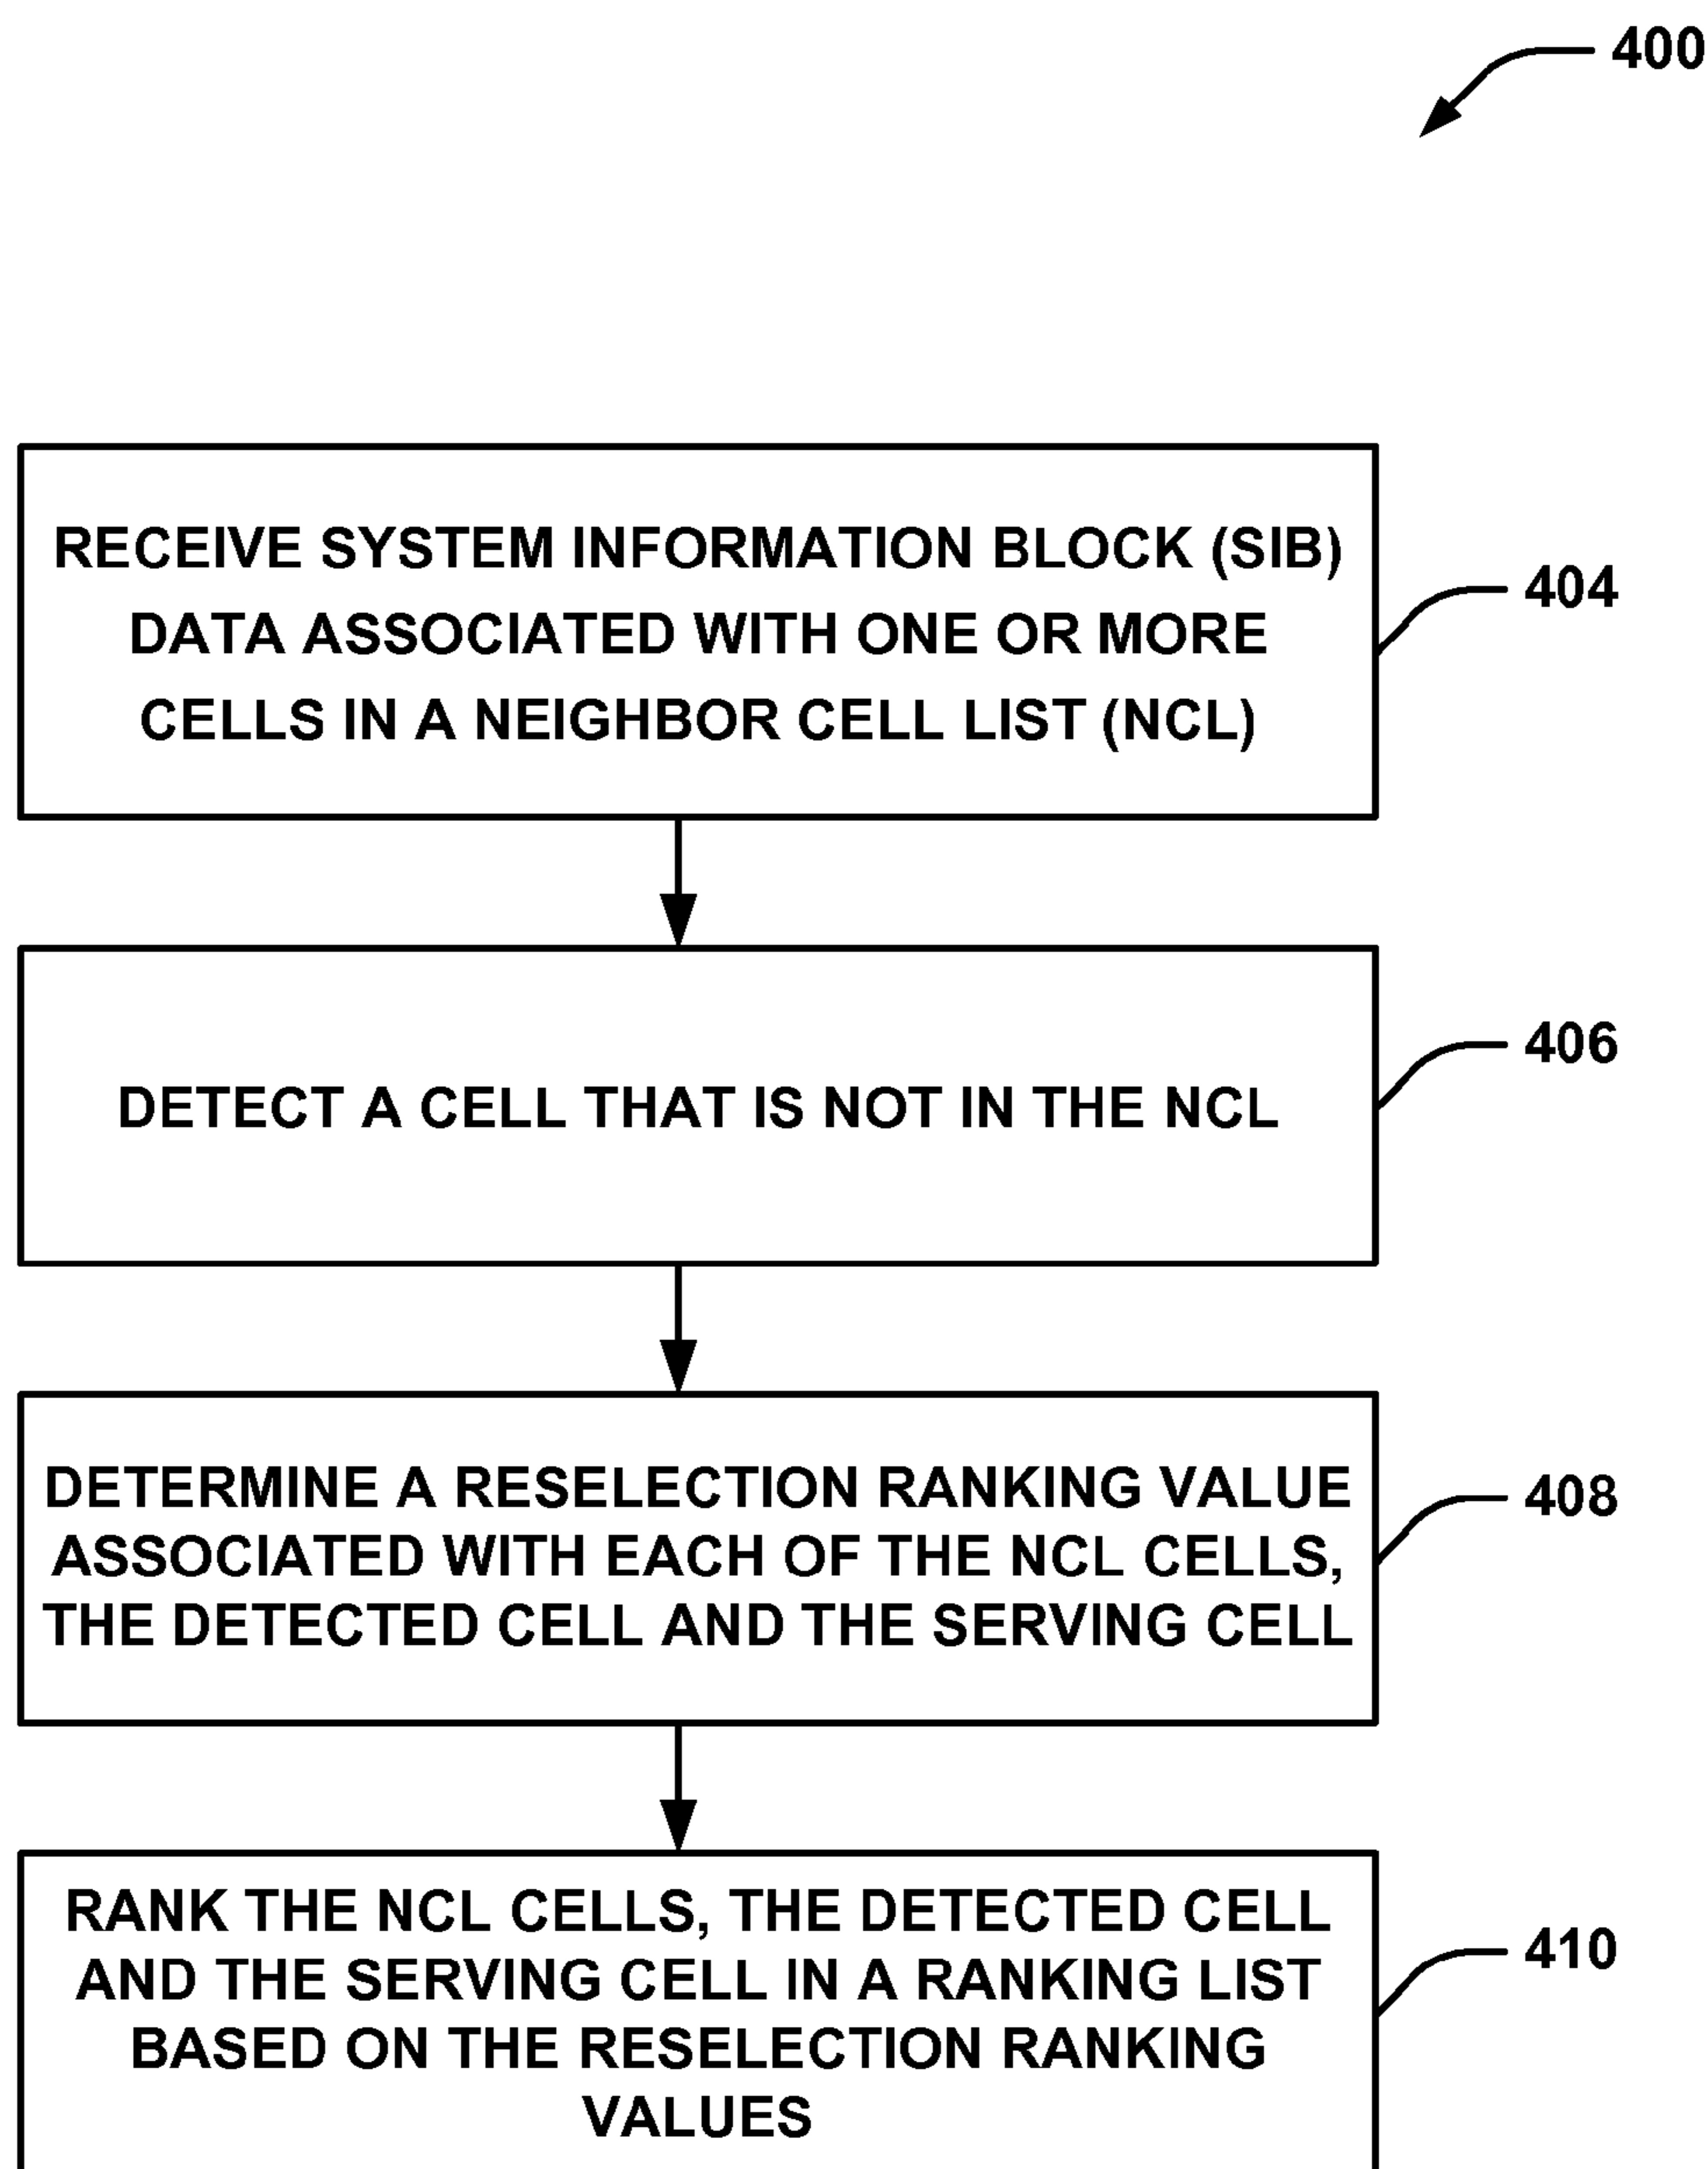 400
RECEIVE SYSTEM INFORMATION BLOCK (SIB)
DATA ASSOCIATED WITH ONE OR MORE
CELLS IN A NEIGHBOR CELL LIST (NCL)
404
DETECT A CELL THAT IS NOT IN THE NCL
406
DETERMINE A RESELECTION RANKING VALUE
ASSOCIATED WITH EACH OF THE NCL CELLS,
THE DETECTED CELL AND THE SERVING CELL
408
RANK THE NCL CELLS, THE DETECTED CELL
AND THE SERVING CELL IN A RANKING LIST
BASED ON THE RESELECTION RANKING
VALUES
410